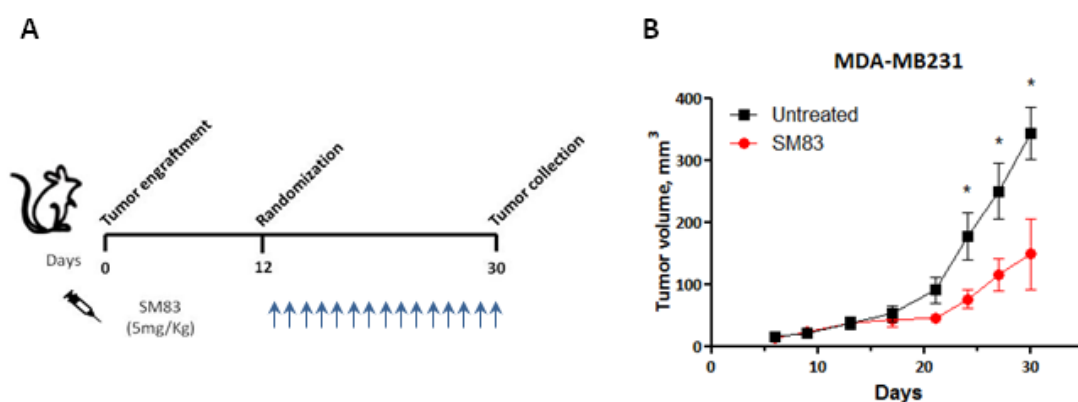 A
Tumor engraftment
Randomization
Tumor collection
Days
0
12
30
SM83
(5mg/Kg)
B
MDA-MB231
Untreated
SM83
Tumor volume, mm³
400
300
200
100
0
*
*
*
0
10
20
30
Days